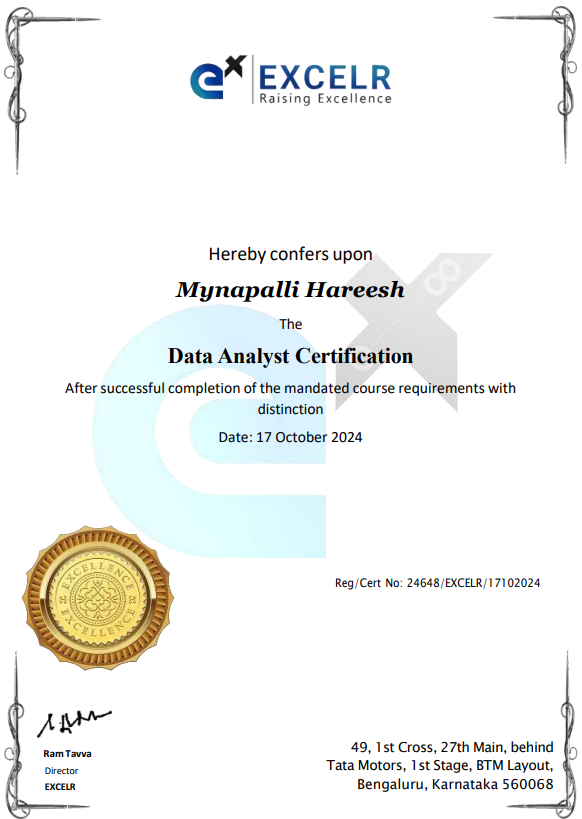 EXCELR
Raising Excellence
Hereby confers upon
Mynapalli Hareesh
The
Data Analyst Certification
After successful completion of the mandated course requirements with
distinction
Date: 17 October 2024
EXCELLENCE
EXCELLENCE
Reg/Cert No: 24648/EXCELR/17102024
Ram Tavva
Director
EXCELR
49, 1st Cross, 27th Main, behind
Tata Motors, 1st Stage, BTM Layout,
Bengaluru, Karnataka 560068